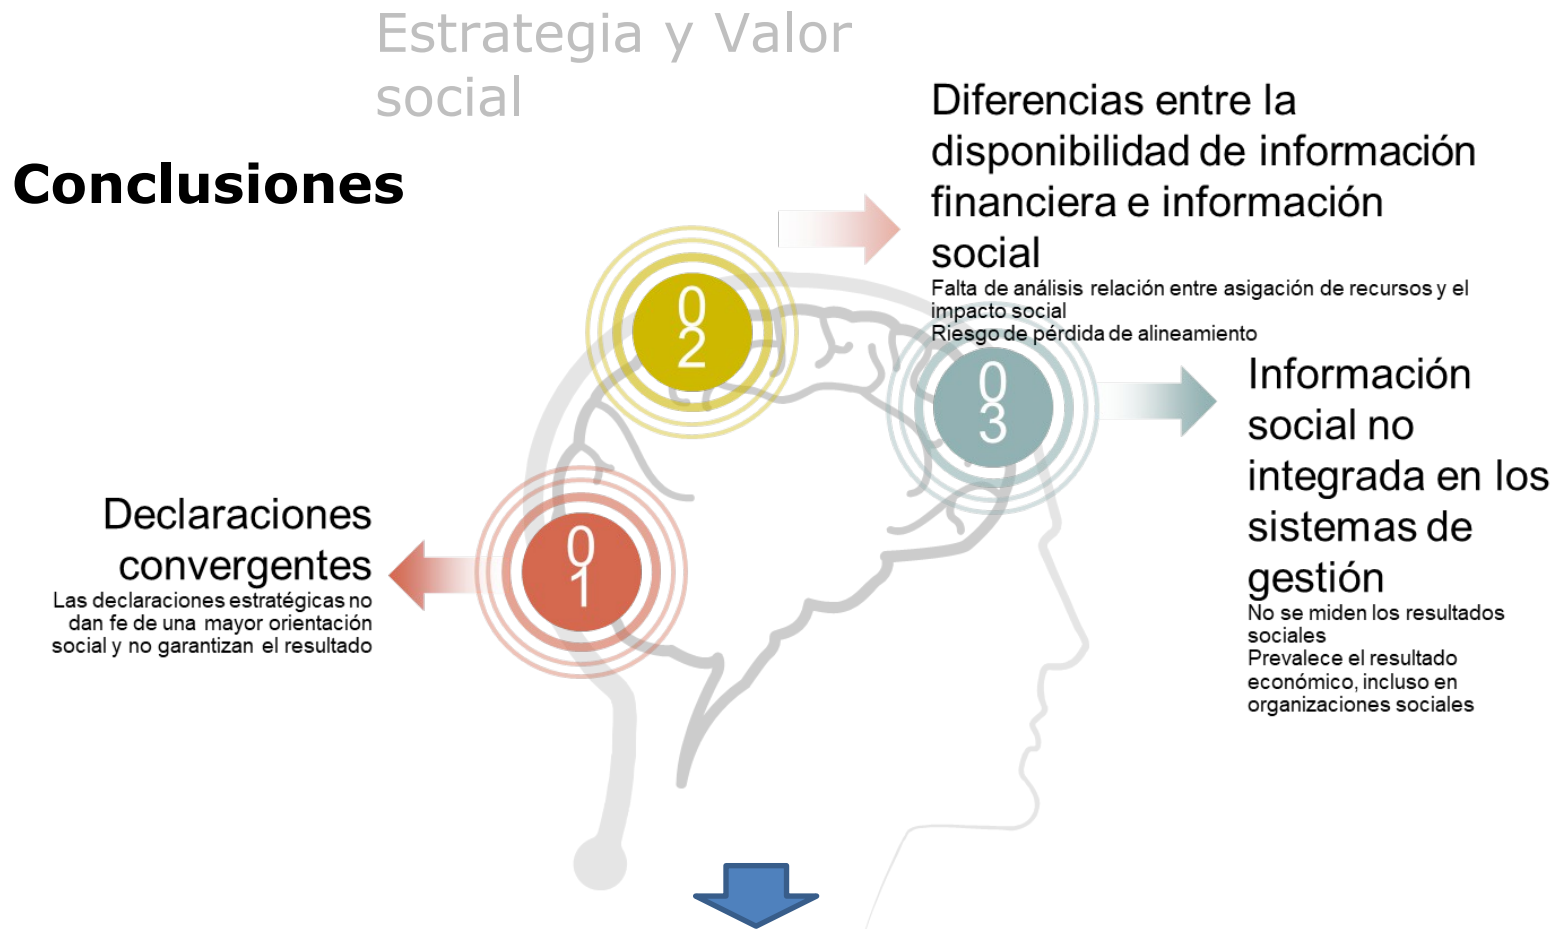 Estrategia y Valor
social
Conclusiones
0
1
Declaraciones
convergentes
Las declaraciones estratégicas no
dan fe de una mayor orientación
social y no garantizan el resultado
0
2
Diferencias entre la
disponibilidad de información
financiera e información
social
Falta de análisis relación entre asigación de recursos y el
impacto social
Riesgo de pérdida de alineamiento
0
3
Información
social no
integrada en los
sistemas de
gestión
No se miden los resultados
sociales
Prevalece el resultado
económico, incluso en
organizaciones sociales